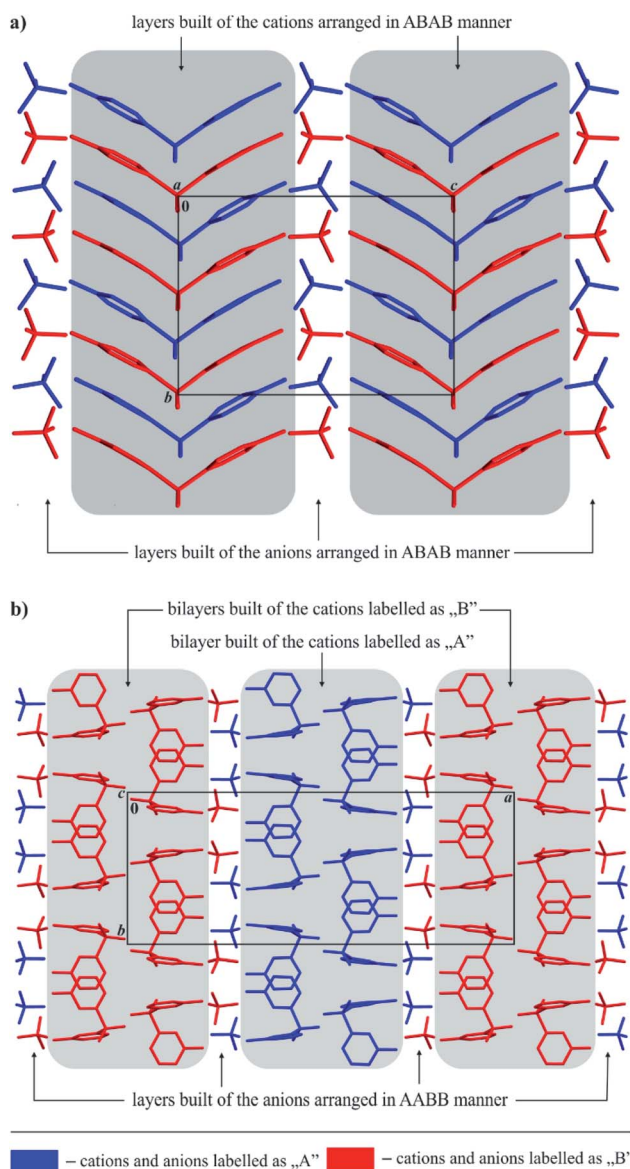 a)
layers built of the cations arranged in ABAB manner
a
c
0
b
layers built of the anions arranged in ABAB manner
b)
bilayers built of the cations labelled as „B”
bilayer built of the cations labelled as „A”
c
a
0
b
layers built of the anions arranged in AABB manner
– cations and anions labelled as „A” – cations and anions labelled as „B”